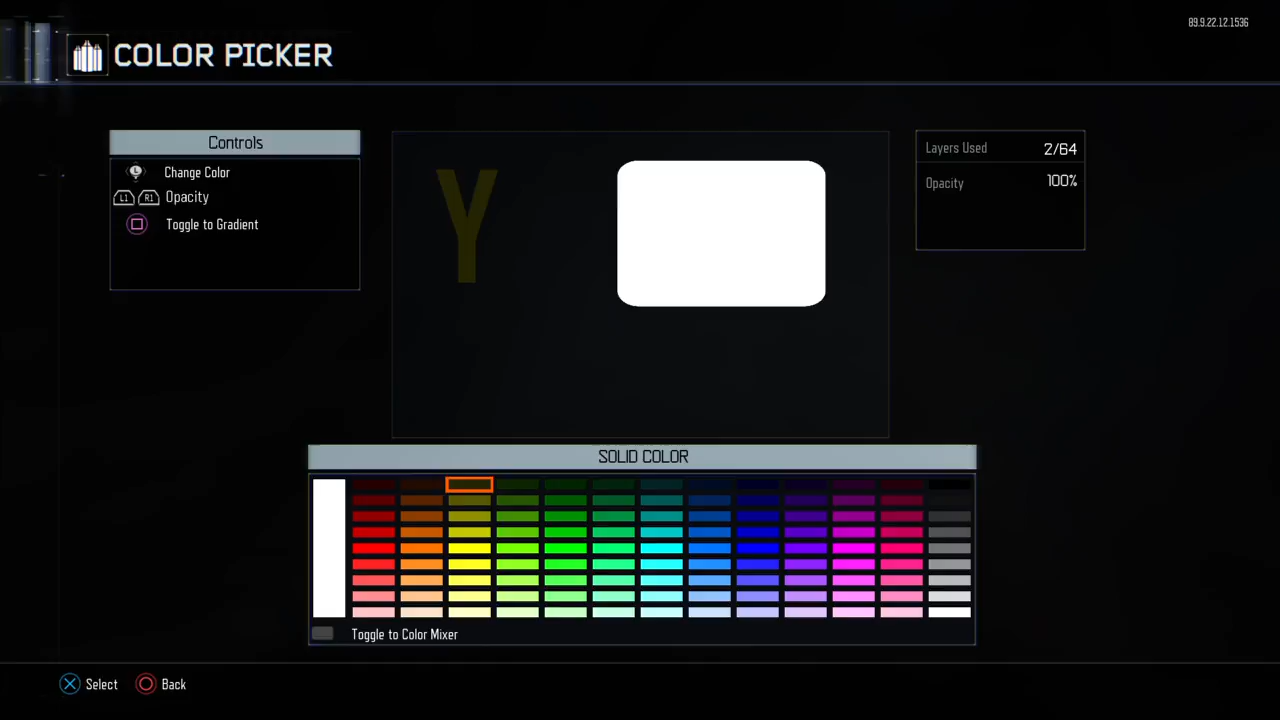 89.9.22.12.1536
COLOR PICKER
Controls
L Change Color
L1 R1 Opacity
Toggle to Gradient
Y
Layers Used 2/64
Opacity 100%
SOLID COLOR
Toggle to Color Mixer
Select Back